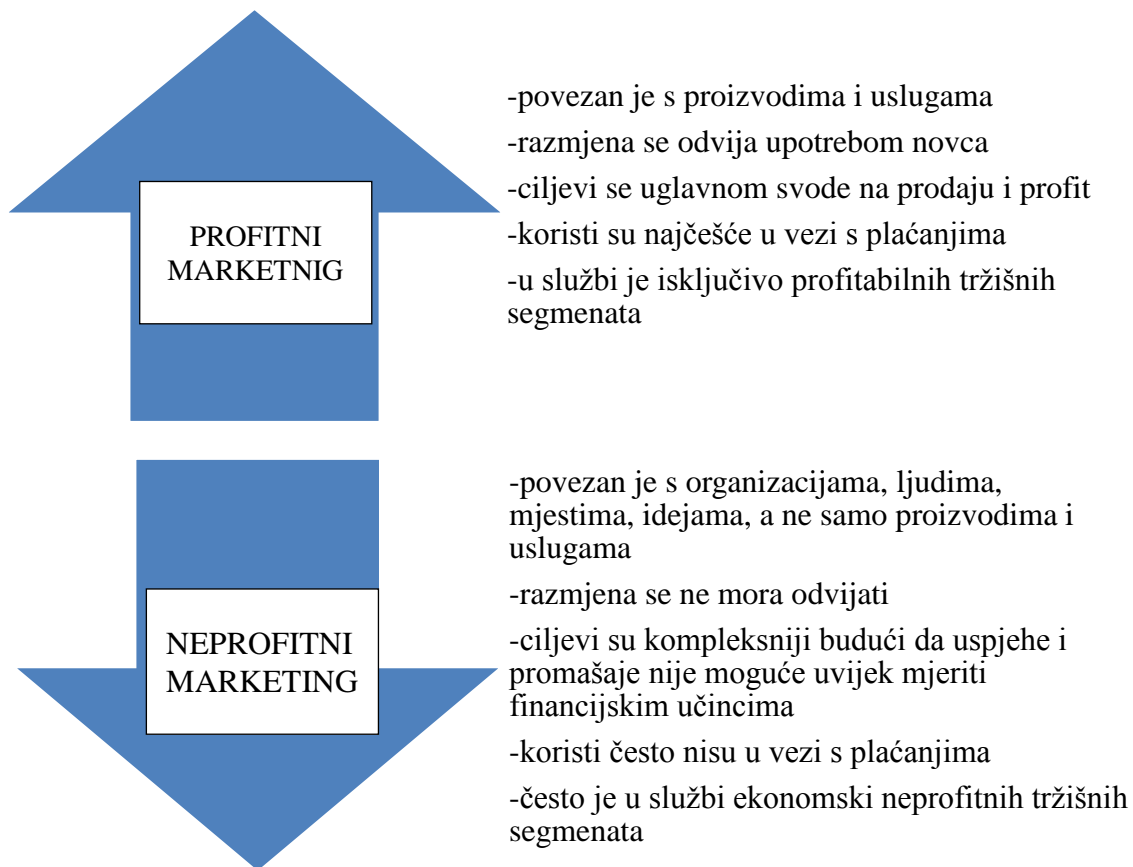 -povezan je s proizvodima i uslugama
-razmjena se odvija upotrebom novca
-ciljevi se uglavnom svode na prodaju i profit
-koristi su najčešće u vezi s plaćanjima
-u službi je isključivo profitabilnih tržišnih
segmenata
PROFITNI
MARKETNIG
-povezan je s organizacijama, ljudima,
mjestima, idejama, a ne samo proizvodima i
uslugama
-razmjena se ne mora odvijati
-ciljevi su kompleksniji budući da uspjehe i
promašaje nije moguće uvijek mjeriti
financijskim učincima
-koristi često nisu u vezi s plaćanjima
-često je u službi ekonomski neprofitnih tržišnih
segmenata
NEPROFITNI
MARKETING